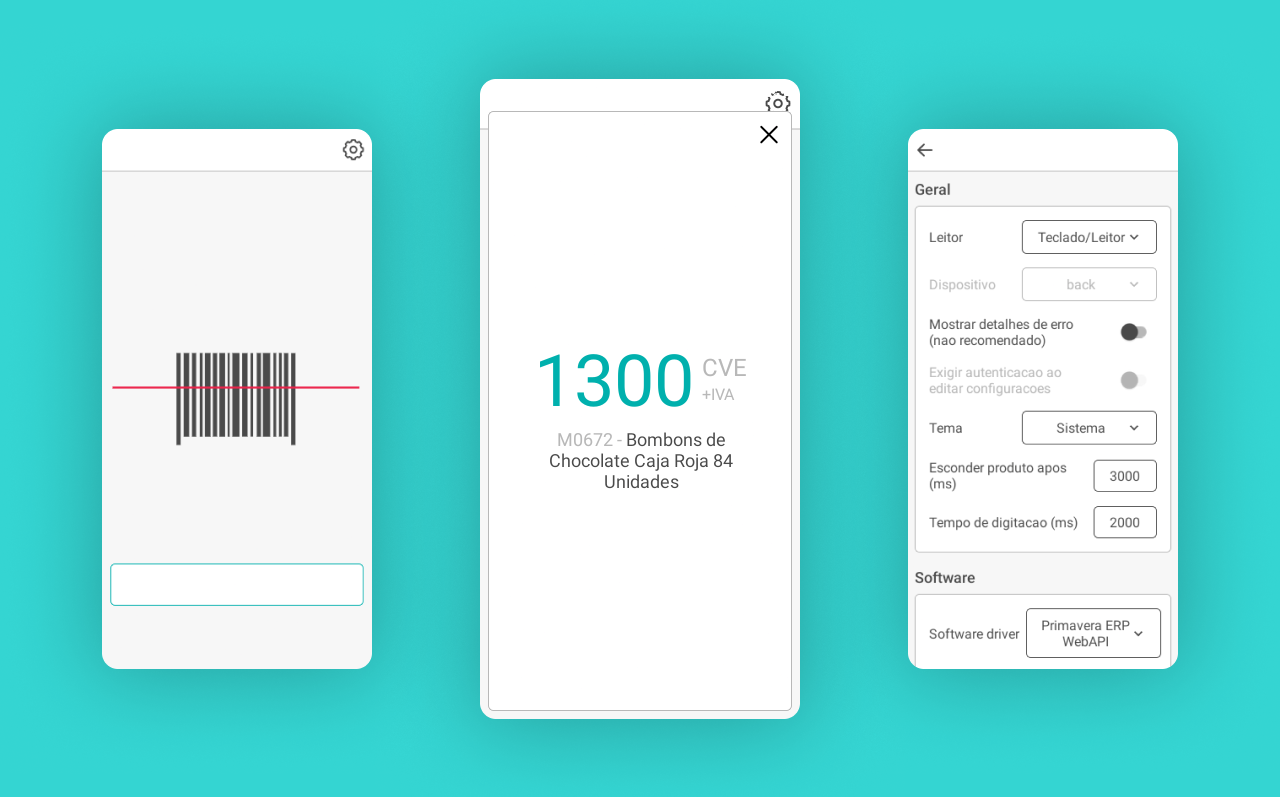 1300 CVE
+IVA
M0672 - Bombons de
Chocolate Caja Roja 84
Unidades
Geral
Leitor
Teclado/Leitor
Dispositivo
back
Mostrar detalhes de erro
(nao recomendado)
Exigir autenticacao ao
editar configuracoes
Tema
Sistema
Esconder produto apos
(ms)
3000
Tempo de digitacao (ms)
2000
Software
Software driver
Primavera ERP
WebAPI